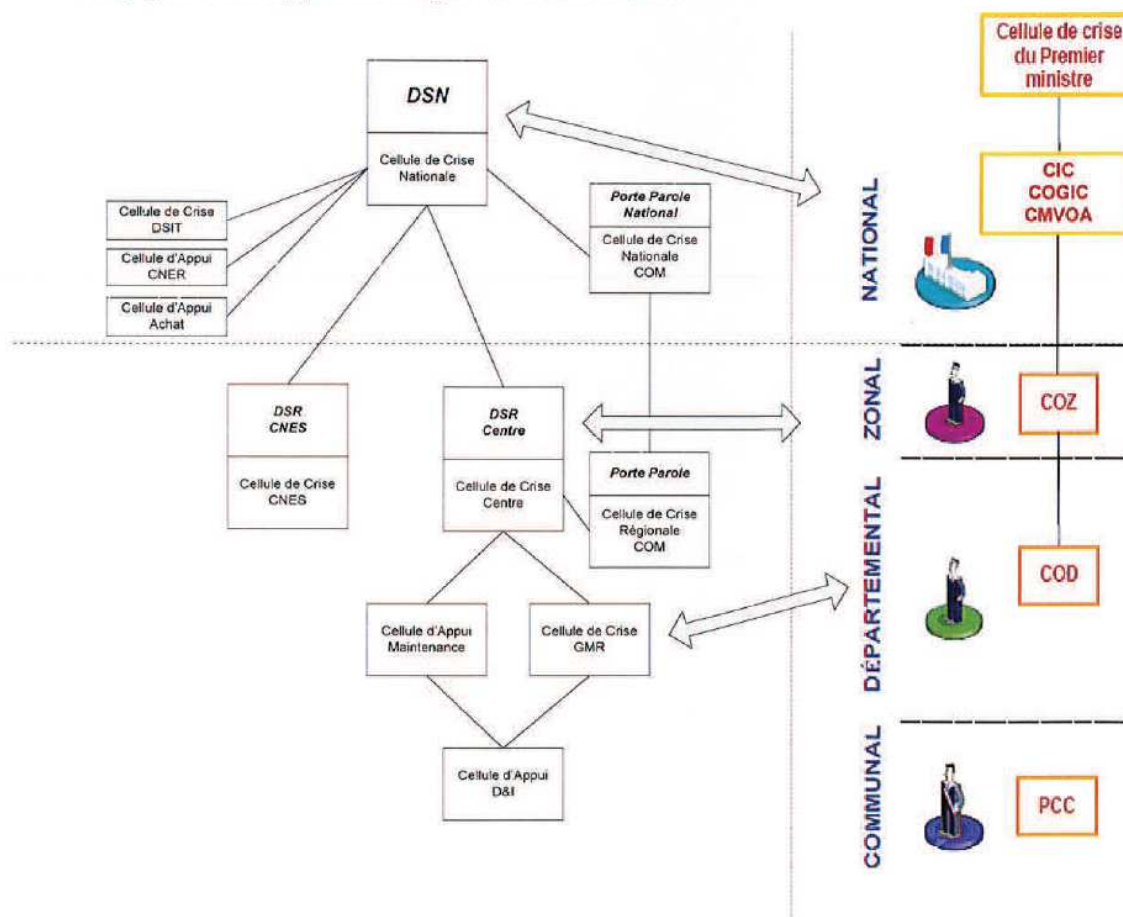 DSN
Cellule de Crise
Nationale
Cellule de Crise
DSIT
Cellule d'Appui
CNER
Cellule d'Appui
Achat
Porte Parole
National
Cellule de Crise
Nationale
COM
DSR
CNES
Cellule de Crise
CNES
DSR
Centre
Cellule de Crise
Centre
Porte Parole
Cellule de Crise
Régionale
COM
Cellule d'Appui
Maintenance
Cellule de Crise
GMR
Cellule d'Appui
D&I
NATIONAL
Cellule de crise
du Premier
ministre
CIC
COGIC
CMVOA
ZONAL
COZ
DÉPARTEMENTAL
COD
COMMUNAL
PCC